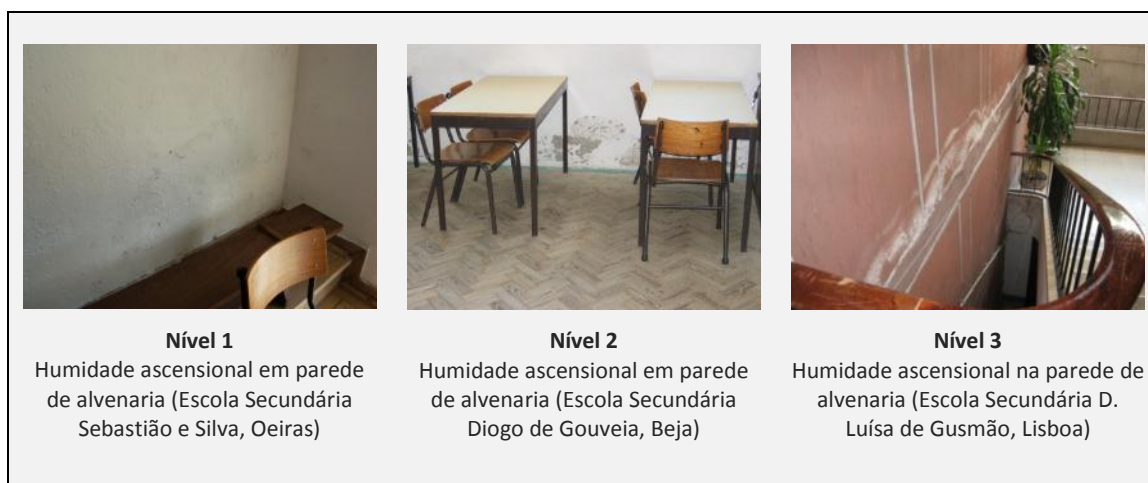 Nível 1
Humidade ascensional em parede
de alvenaria (Escola Secundária
Sebastião e Silva, Oeiras)
Nível 2
Humidade ascensional em parede
de alvenaria (Escola Secundária
Diogo de Gouveia, Beja)
Nível 3
Humidade ascensional na parede de
alvenaria (Escola Secundária D.
Luísa de Gusmão, Lisboa)